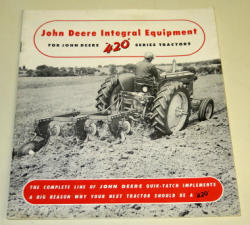 John Deere Integral Equipment
FOR JOHN DEERE "420" SERIES TRACTORS
THE COMPLETE LINE OF JOHN DEERE QUIK-TATCH IMPLEMENTS
A BIG REASON WHY YOUR NEXT TRACTOR SHOULD BE A "420"